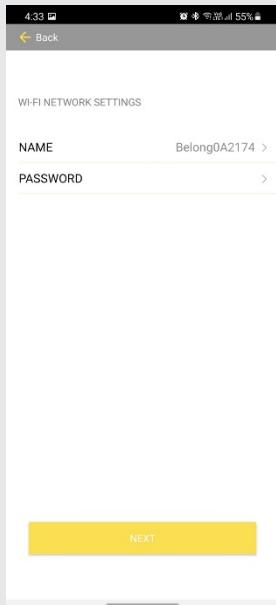 4:33 55%
Back
WI-FI NETWORK SETTINGS
NAME Belong0A2174 >
PASSWORD >
NEXT